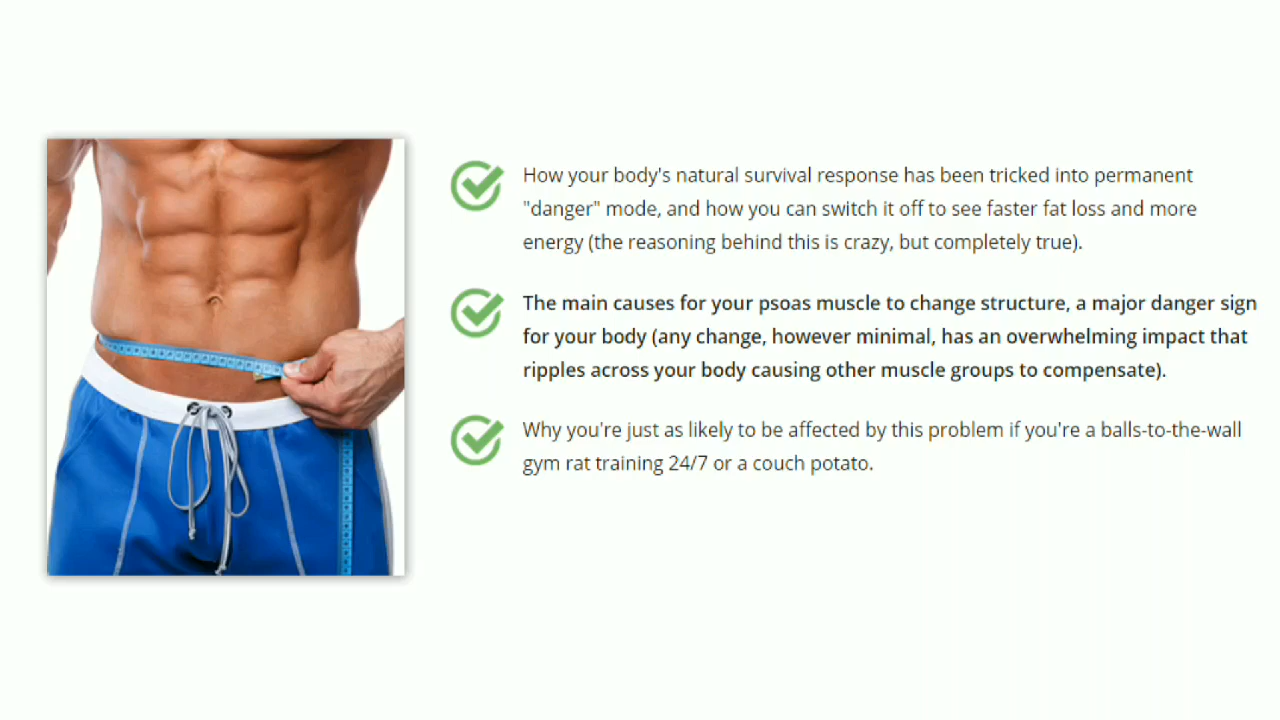 How your body's natural survival response has been tricked into permanent
"danger" mode, and how you can switch it off to see faster fat loss and more
energy (the reasoning behind this is crazy, but completely true).
The main causes for your psoas muscle to change structure, a major danger sign
for your body (any change, however minimal, has an overwhelming impact that
ripples across your body causing other muscle groups to compensate).
Why you're just as likely to be affected by this problem if you're a balls-to-the-wall
gym rat training 24/7 or a couch potato.